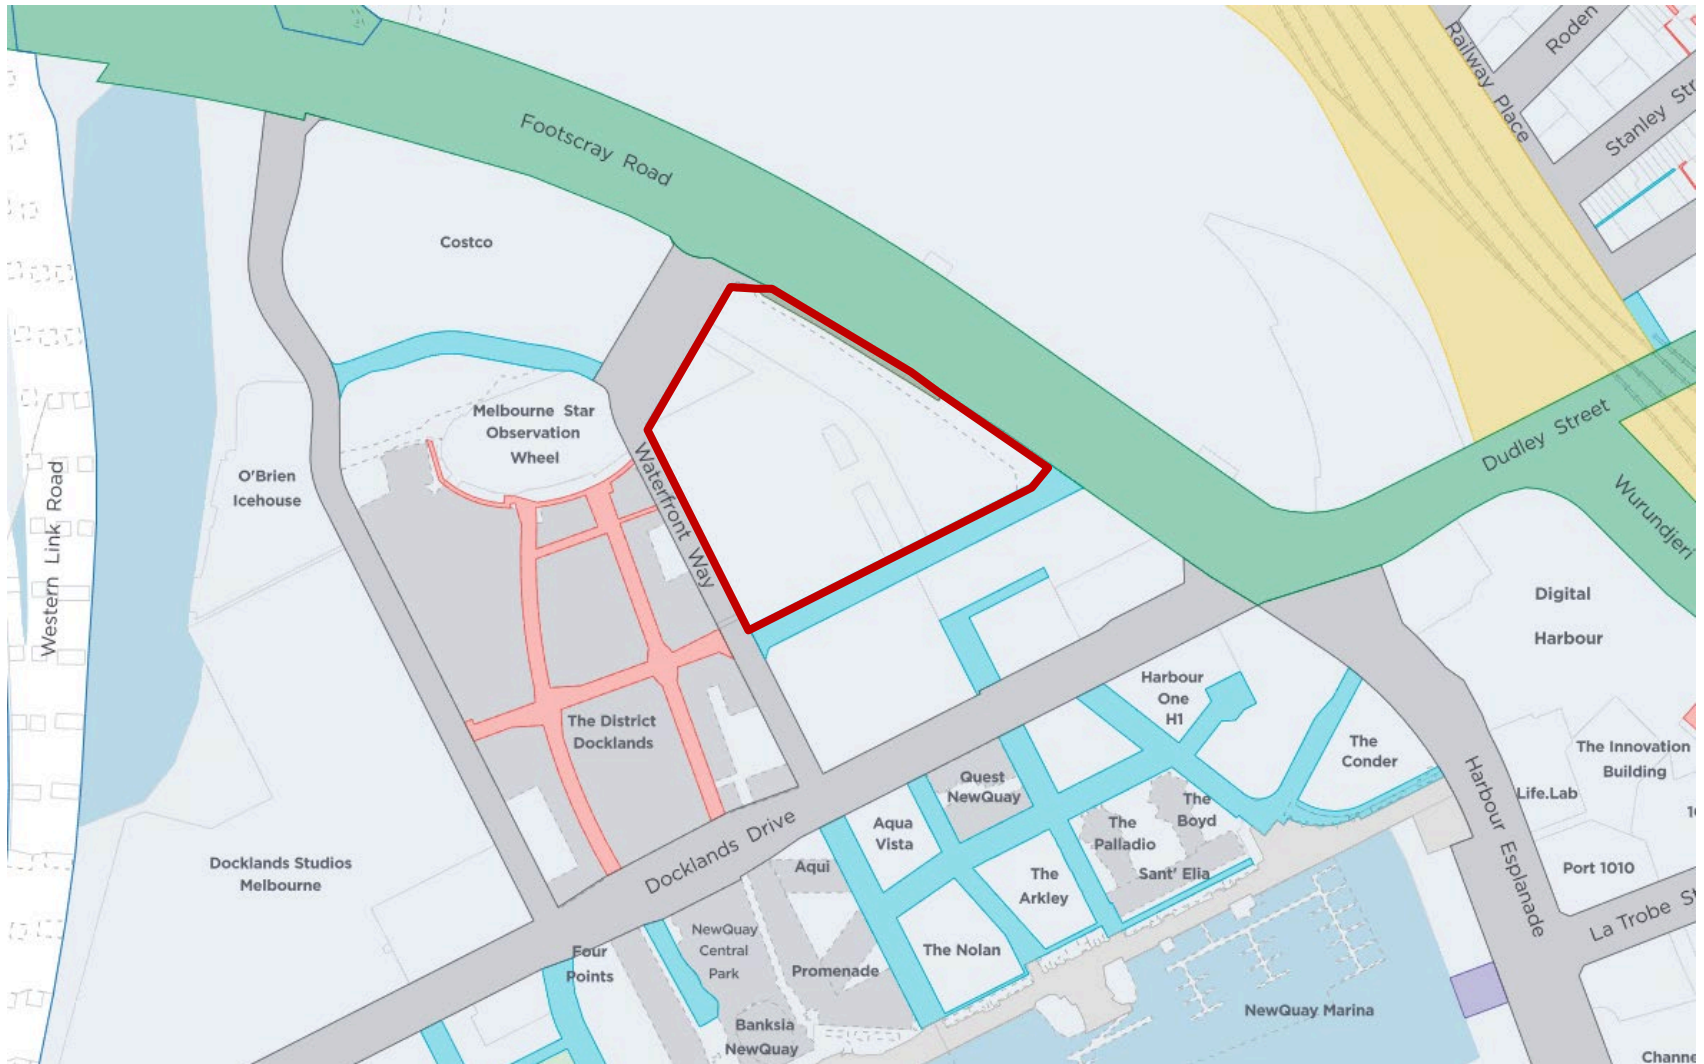 Roden
Railway Place
Stanley Str
Footscray Road
Costco
Melbourne Star
Observation
Wheel
O'Brien
Icehouse
Waterfront Way
Western Link Road
Dudley Street
Wurundjeri
Digital
Harbour
Harbour
One
H1
The District
Docklands
The
Conder
The Innovation
Building
Life.Lab
Quest
NewQuay
The
Boyd
The
Palladio
Aqua
Vista
Docklands Drive
Harbour Esplanade
Docklands Studios
Melbourne
Aqui
The
Arkley
Sant' Elia
Port 1010
La Trobe St
NewQuay
Central
Park
Four
Points
Promenade
The Nolan
NewQuay Marina
Banksia
NewQuay
Channe